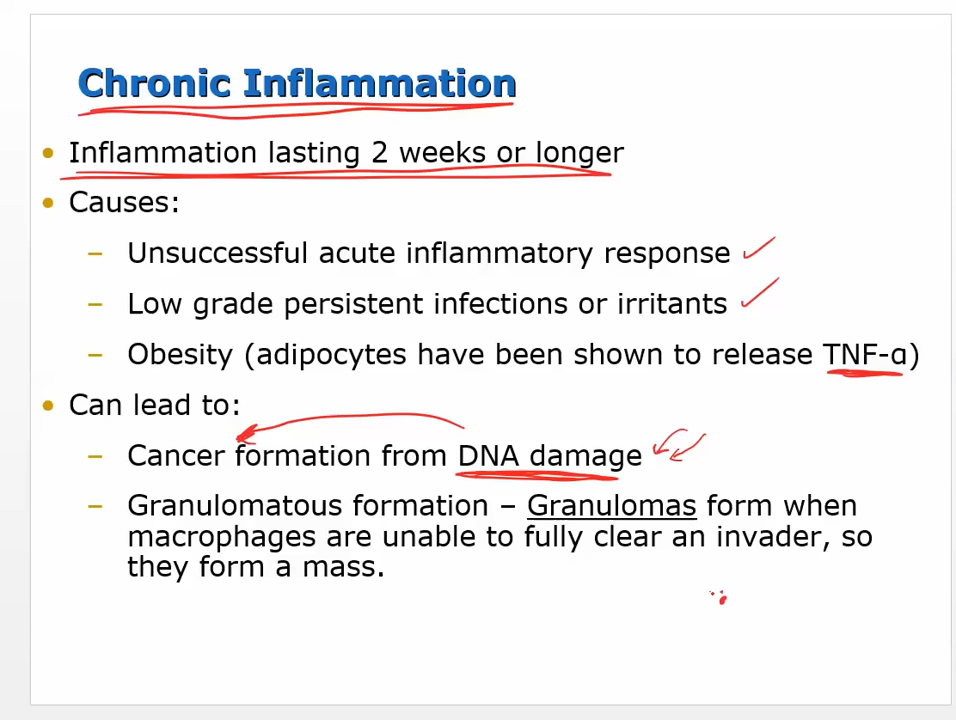 Chronic Inflammation
• Inflammation lasting 2 weeks or longer
• Causes:
– Unsuccessful acute inflammatory response
– Low grade persistent infections or irritants
– Obesity (adipocytes have been shown to release TNF-α)
• Can lead to:
– Cancer formation from DNA damage
– Granulomatous formation – Granulomas form when
macrophages are unable to fully clear an invader, so
they form a mass.